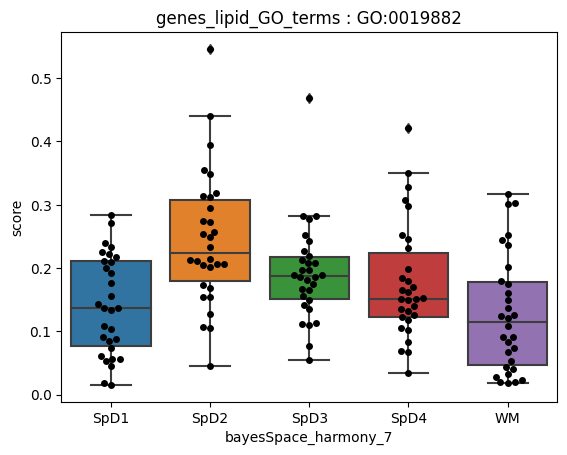 genes_lipid_GO_terms : GO:0019882
score
0.5
0.4
0.3
0.2
0.1
0.0
SpD1 SpD2 SpD3 SpD4 WM
bayesSpace_harmony_7